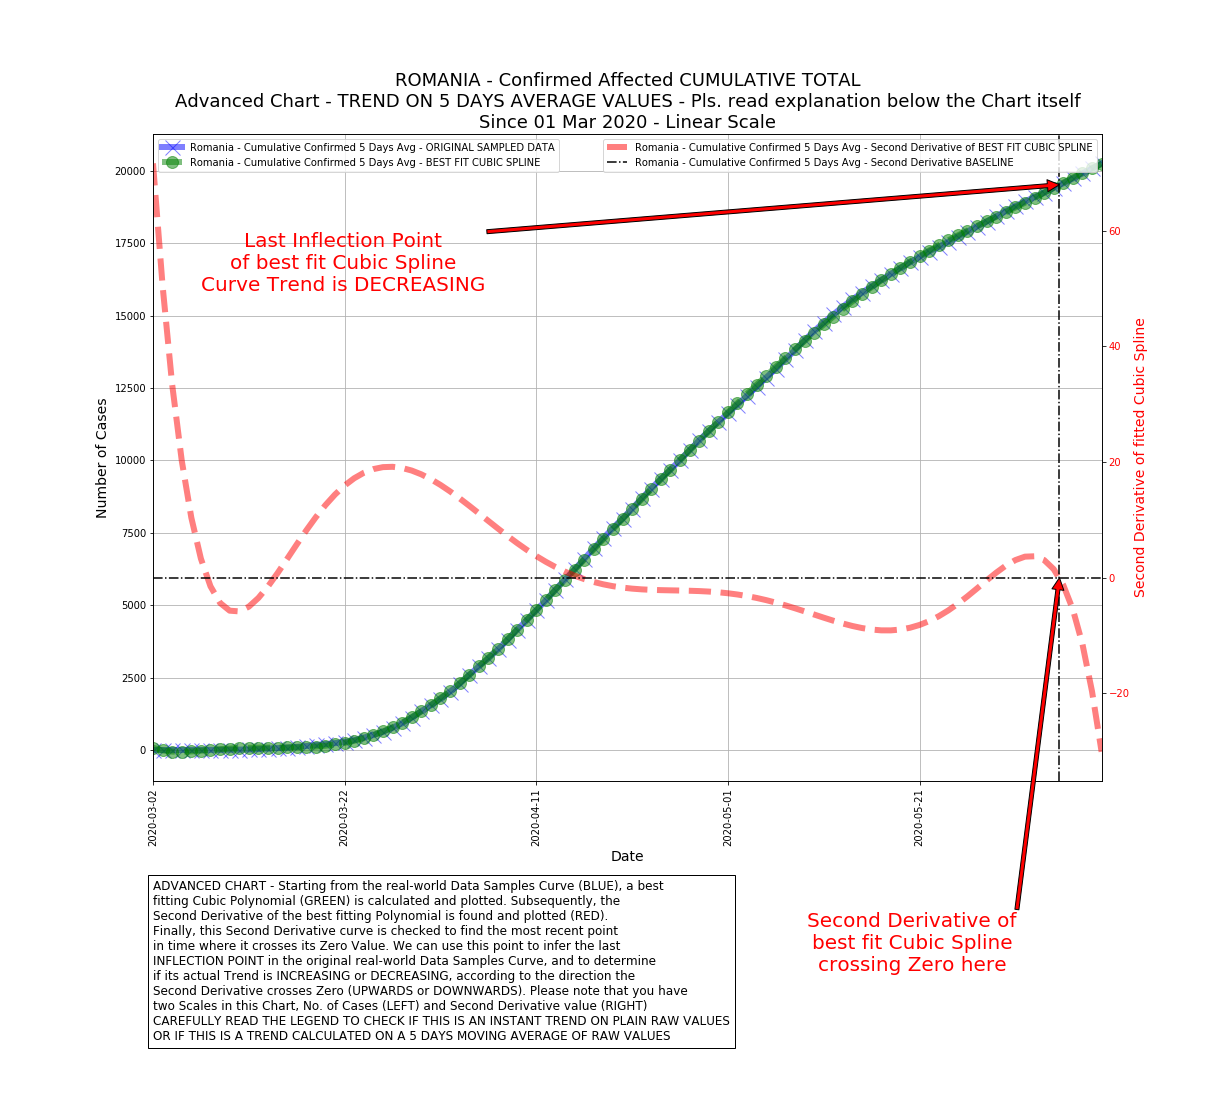 ROMANIA - Confirmed Affected CUMULATIVE TOTAL
Advanced Chart - TREND ON 5 DAYS AVERAGE VALUES - Pls. read explanation below the Chart itself
Since 01 Mar 2020 - Linear Scale
Romania - Cumulative Confirmed 5 Days Avg - ORIGINAL SAMPLED DATA
Romania - Cumulative Confirmed 5 Days Avg - BEST FIT CUBIC SPLINE
Romania - Cumulative Confirmed 5 Days Avg - Second Derivative of BEST FIT CUBIC SPLINE
Romania - Cumulative Confirmed 5 Days Avg - Second Derivative BASELINE
Last Inflection Point
of best fit Cubic Spline
Curve Trend is DECREASING
Number of Cases
20000
17500
15000
12500
10000
7500
5000
2500
0
60
40
20
0
−20
Second Derivative of fitted Cubic Spline
2020-03-02
2020-03-22
2020-04-11
2020-05-01
2020-05-21
Date
ADVANCED CHART - Starting from the real-world Data Samples Curve (BLUE), a best
fitting Cubic Polynomial (GREEN) is calculated and plotted. Subsequently, the
Second Derivative of the best fitting Polynomial is found and plotted (RED).
Finally, this Second Derivative curve is checked to find the most recent point
in time where it crosses its Zero Value. We can use this point to infer the last
INFLECTION POINT in the original real-world Data Samples Curve, and to determine
if its actual Trend is INCREASING or DECREASING, according to the direction the
Second Derivative crosses Zero (UPWARDS or DOWNWARDS). Please note that you have
two Scales in this Chart, No. of Cases (LEFT) and Second Derivative value (RIGHT)
CAREFULLY READ THE LEGEND TO CHECK IF THIS IS AN INSTANT TREND ON PLAIN RAW VALUES
OR IF THIS IS A TREND CALCULATED ON A 5 DAYS MOVING AVERAGE OF RAW VALUES
Second Derivative of
best fit Cubic Spline
crossing Zero here